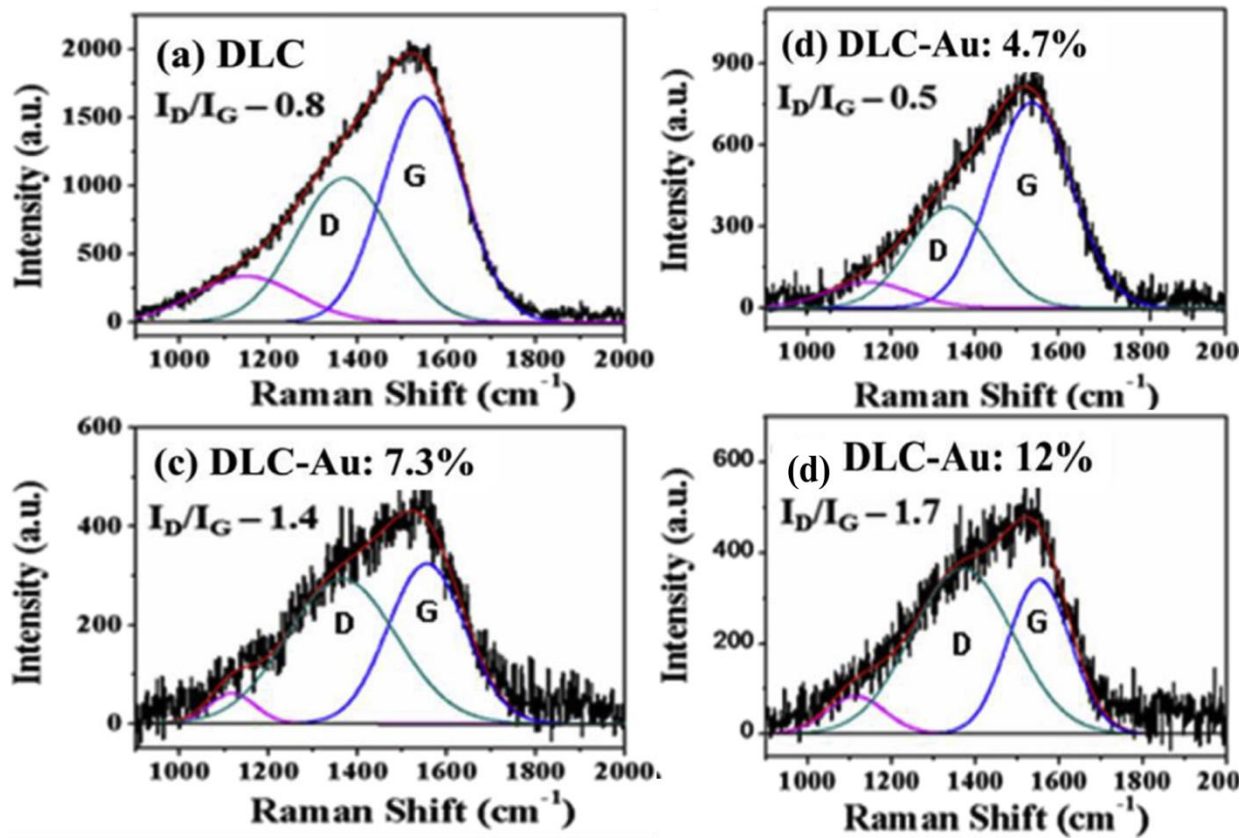 (a) DLC
I_D/I_G – 0.8
D
G
2000
1500
1000
500
0
Intensity (a.u.)
1000 1200 1400 1600 1800 2000
Raman Shift (cm⁻¹)
(d) DLC-Au: 4.7%
I_D/I_G – 0.5
D
G
900
600
300
0
Intensity (a.u.)
1000 1200 1400 1600 1800 200
Raman Shift (cm⁻¹)
(c) DLC-Au: 7.3%
I_D/I_G – 1.4
D
G
600
400
200
0
Intensity (a.u.)
1000 1200 1400 1600 1800 2000
Raman Shift (cm⁻¹)
(d) DLC-Au: 12%
I_D/I_G – 1.7
D
G
600
400
200
0
Intensity (a.u.)
1000 1200 1400 1600 1800 200
Raman Shift (cm⁻¹)